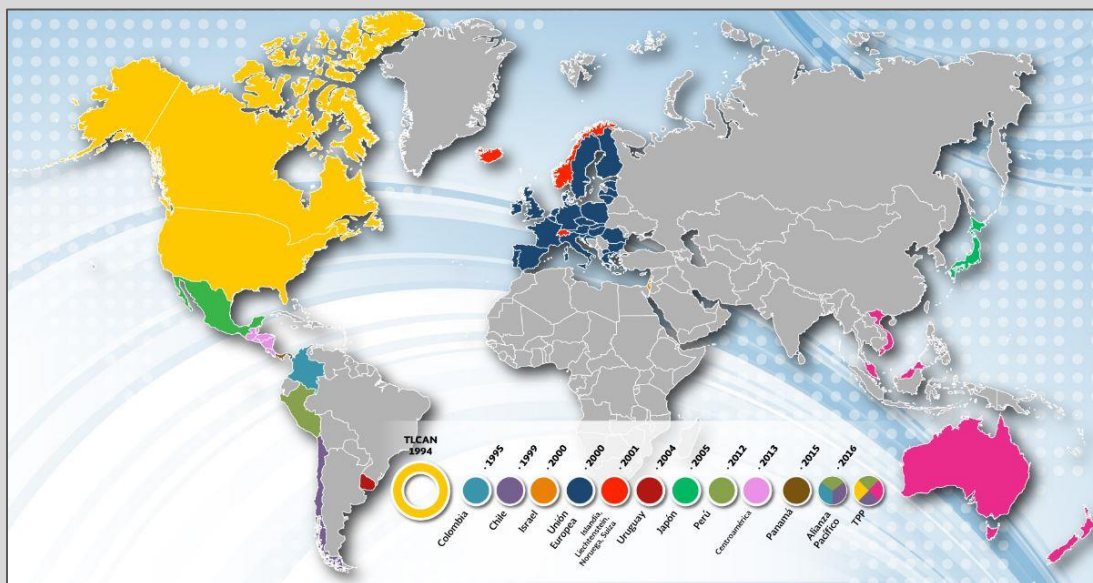 TLCAN
1994
· 1995
· 1999
· 2000
· 2000
· 2001
· 2004
· 2005
· 2012
· 2013
· 2015
· 2016
Colombia
Chile
Israel
Unión
Europea
Islandia,
Liechtenstein,
Noruega, Suiza
Uruguay
Japón
Perú
Centroamérica
Panamá
Alianza
Pacífico
TPP